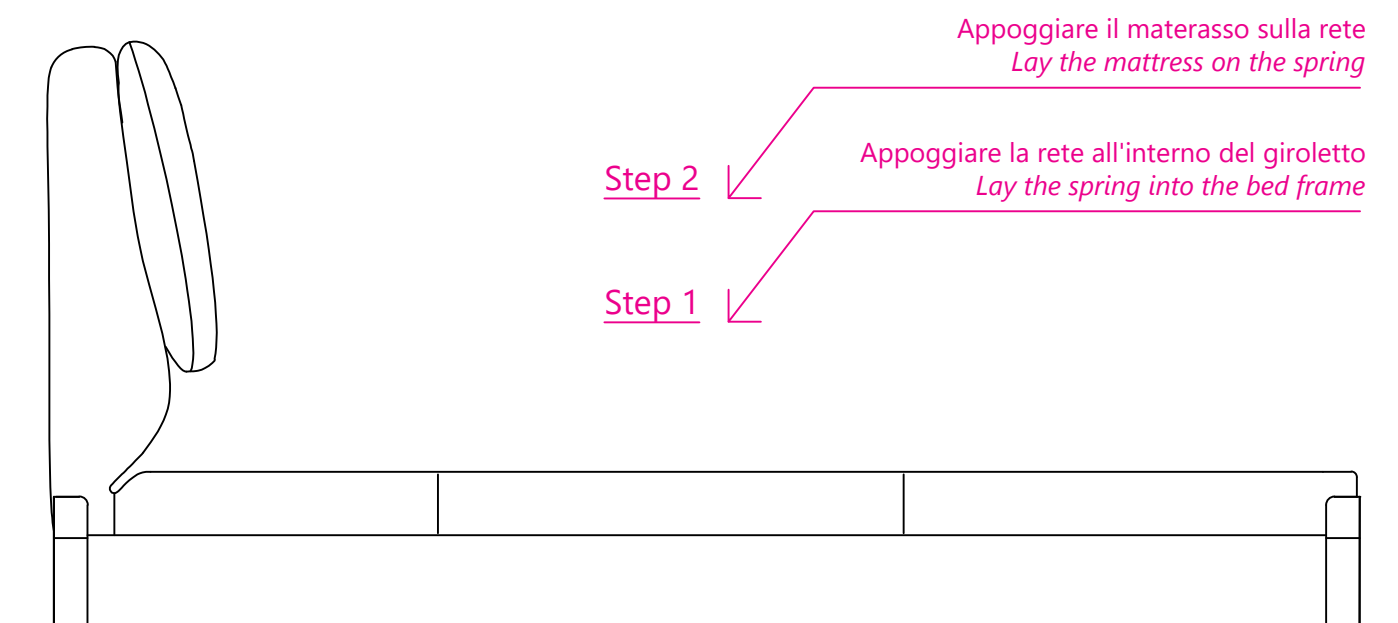 Appoggiare il materasso sulla rete
Lay the mattress on the spring
Step 2
Appoggiare la rete all'interno del giroletto
Lay the spring into the bed frame
Step 1